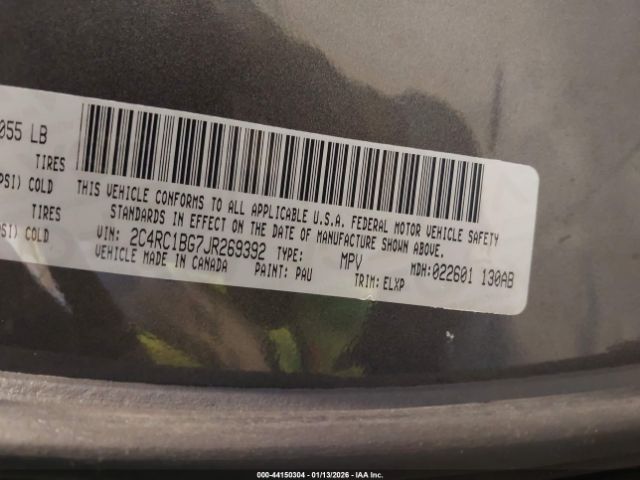 055 LB
TIRES
PSI) COLD
TIRES
SI) COLD
THIS VEHICLE CONFORMS TO ALL APPLICABLE U.S.A. FEDERAL MOTOR VEHICLE SAFETY
STANDARDS IN EFFECT ON THE DATE OF MANUFACTURE SHOWN ABOVE.
VIN: 2C4RC1BG7JR269392 TYPE: MPV MDH:022601 130AB
VEHICLE MADE IN CANADA PAINT: PAU TRIM: ELXP
000-44150304 | 01/13/2026 | IAA Inc.